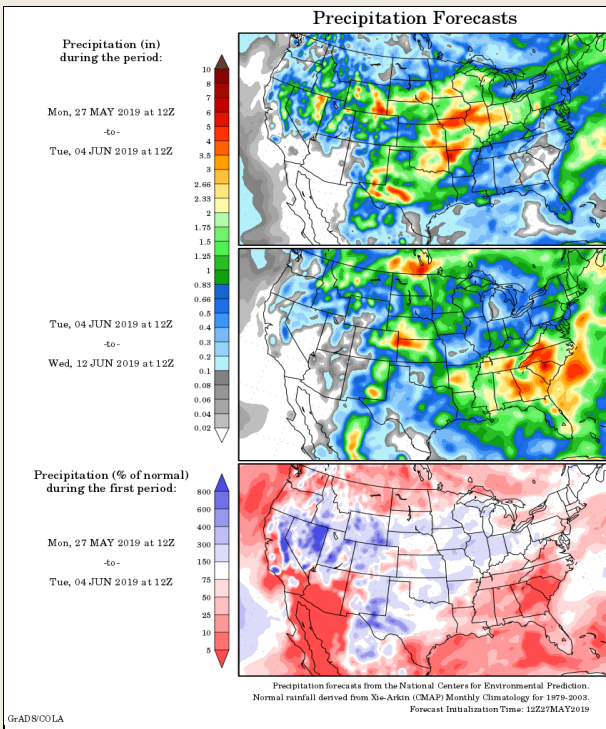 Precipitation Forecasts
Precipitation (in)
during the period:
Mon, 27 MAY 2019 at 12Z
-to-
Tue, 04 JUN 2019 at 12Z
10
8
7
6
5
4
3.5
3
2.66
2.33
2
1.75
1.5
1.25
1
0.83
0.66
0.5
0.4
0.3
0.2
0.1
0.08
0.06
0.04
0.02
Tue, 04 JUN 2019 at 12Z
-to-
Wed, 12 JUN 2019 at 12Z
Precipitation (% of normal)
during the first period:
Mon, 27 MAY 2019 at 12Z
-to-
Tue, 04 JUN 2019 at 12Z
800
600
400
300
150
75
50
25
10
5
Precipitation forecasts from the National Centers for Environmental Prediction.
Normal rainfall derived from Xie-Arkin (CMAP) Monthly Climatology for 1979-2003.
Forecast Initialization Time: 12Z27MAY2019
GrADS/COLA